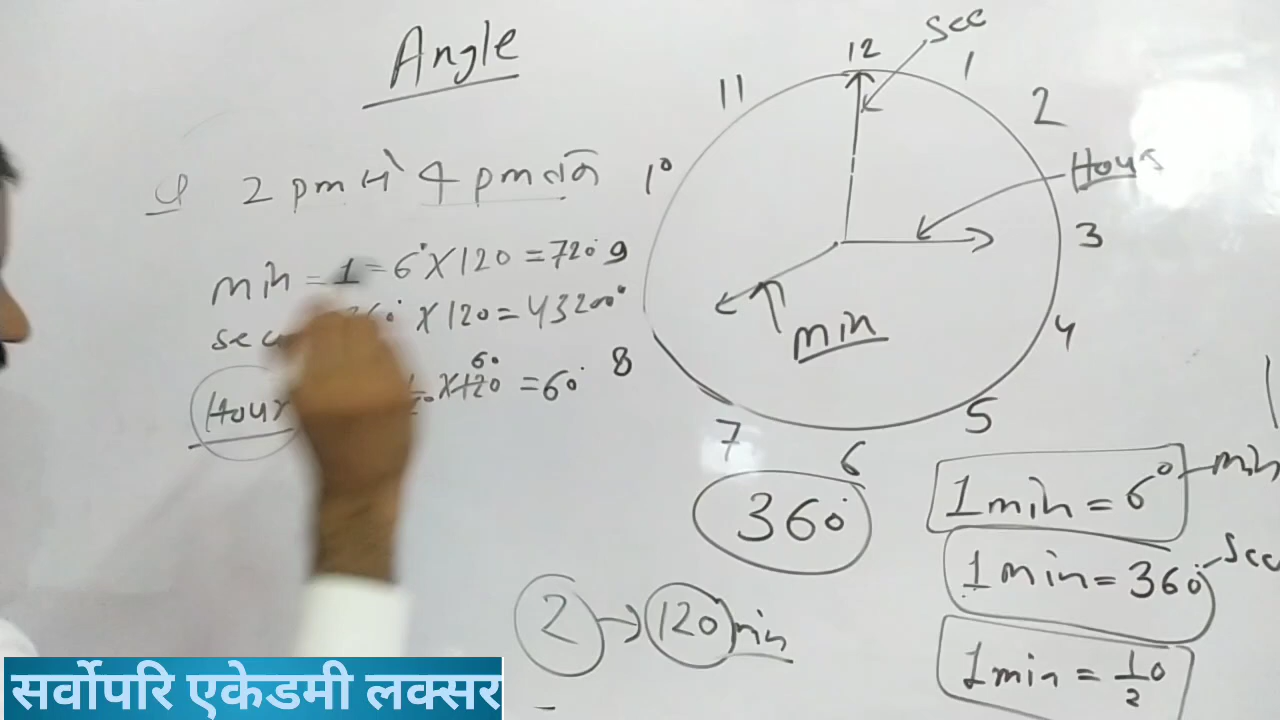 Angle
Q 2 pm से 4 pm तक
min = 1 = 6° × 120 = 720°
× 120 = 43200°
60
Hour × 120 = 60°
12
1
2
3
4
5
6
7
8
10
11
Sec
Hours
min
360°
2 → 120 min
1 min = 6° min
1 min = 360° Sec
1 min = 1/2°
सर्वोपरि एकेडमी लक्सर